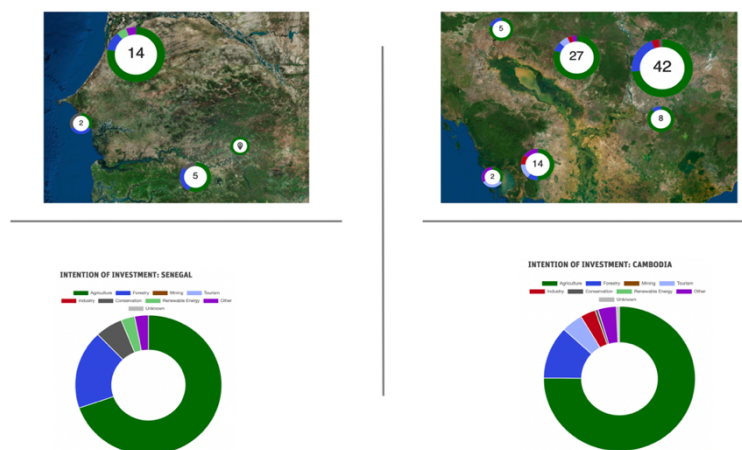 14
2
5
5
27
42
8
14
2
INTENTION OF INVESTMENT: SENEGAL
Agriculture Forestry Mining Tourism
Industry Conservation Renewable Energy Other
Unknown
INTENTION OF INVESTMENT: CAMBODIA
Agriculture Forestry Mining Tourism
Industry Conservation Renewable Energy Other
Unknown